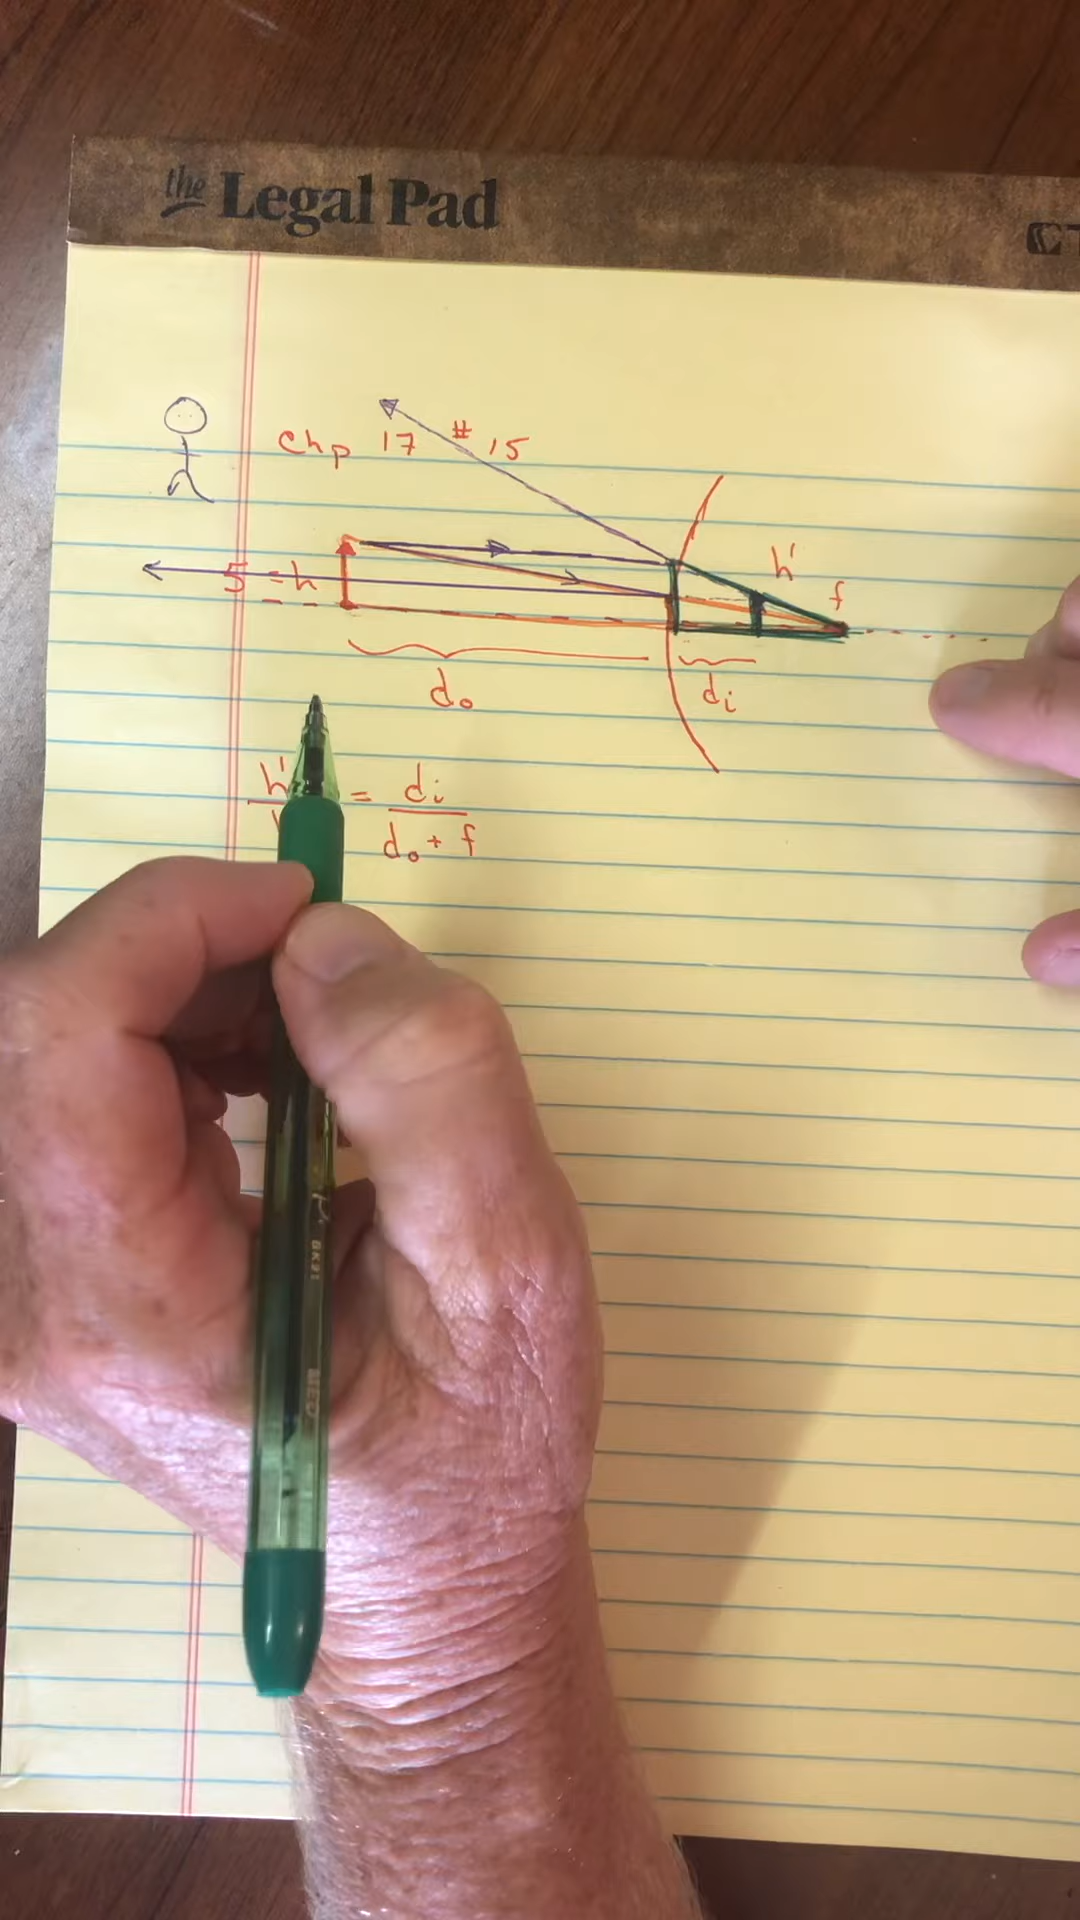 the Legal Pad
Chp 17 # 15
h'
5 = h
f
do
di
h' = di
do + f